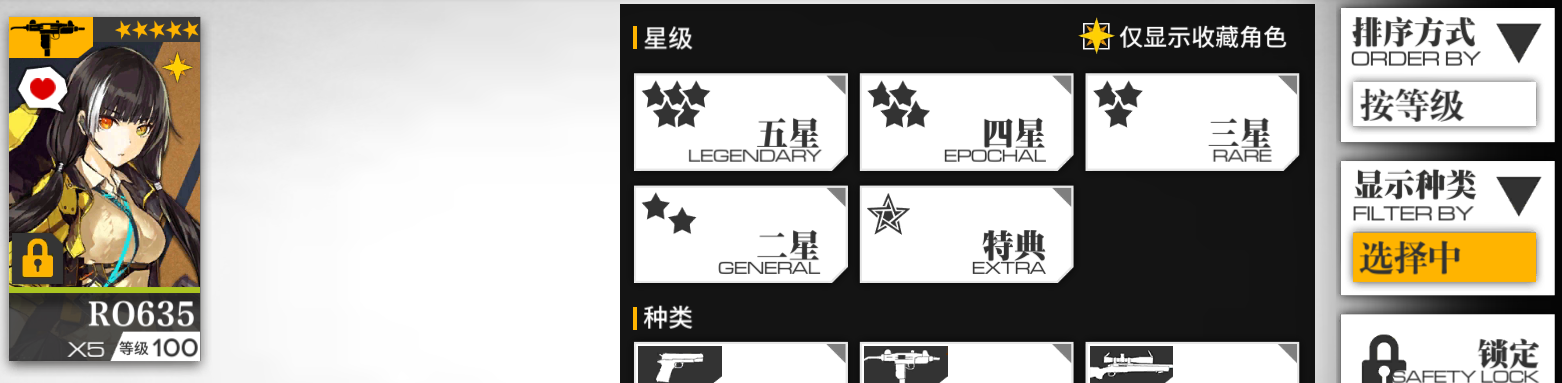 RO635
X5 等级100
星级
仅显示收藏角色
五星
LEGENDARY
四星
EPOCHAL
三星
RARE
二星
GENERAL
特典
EXTRA
种类
排序方式
ORDER BY
按等级
显示种类
FILTER BY
选择中
锁定
SAFETY LOCK